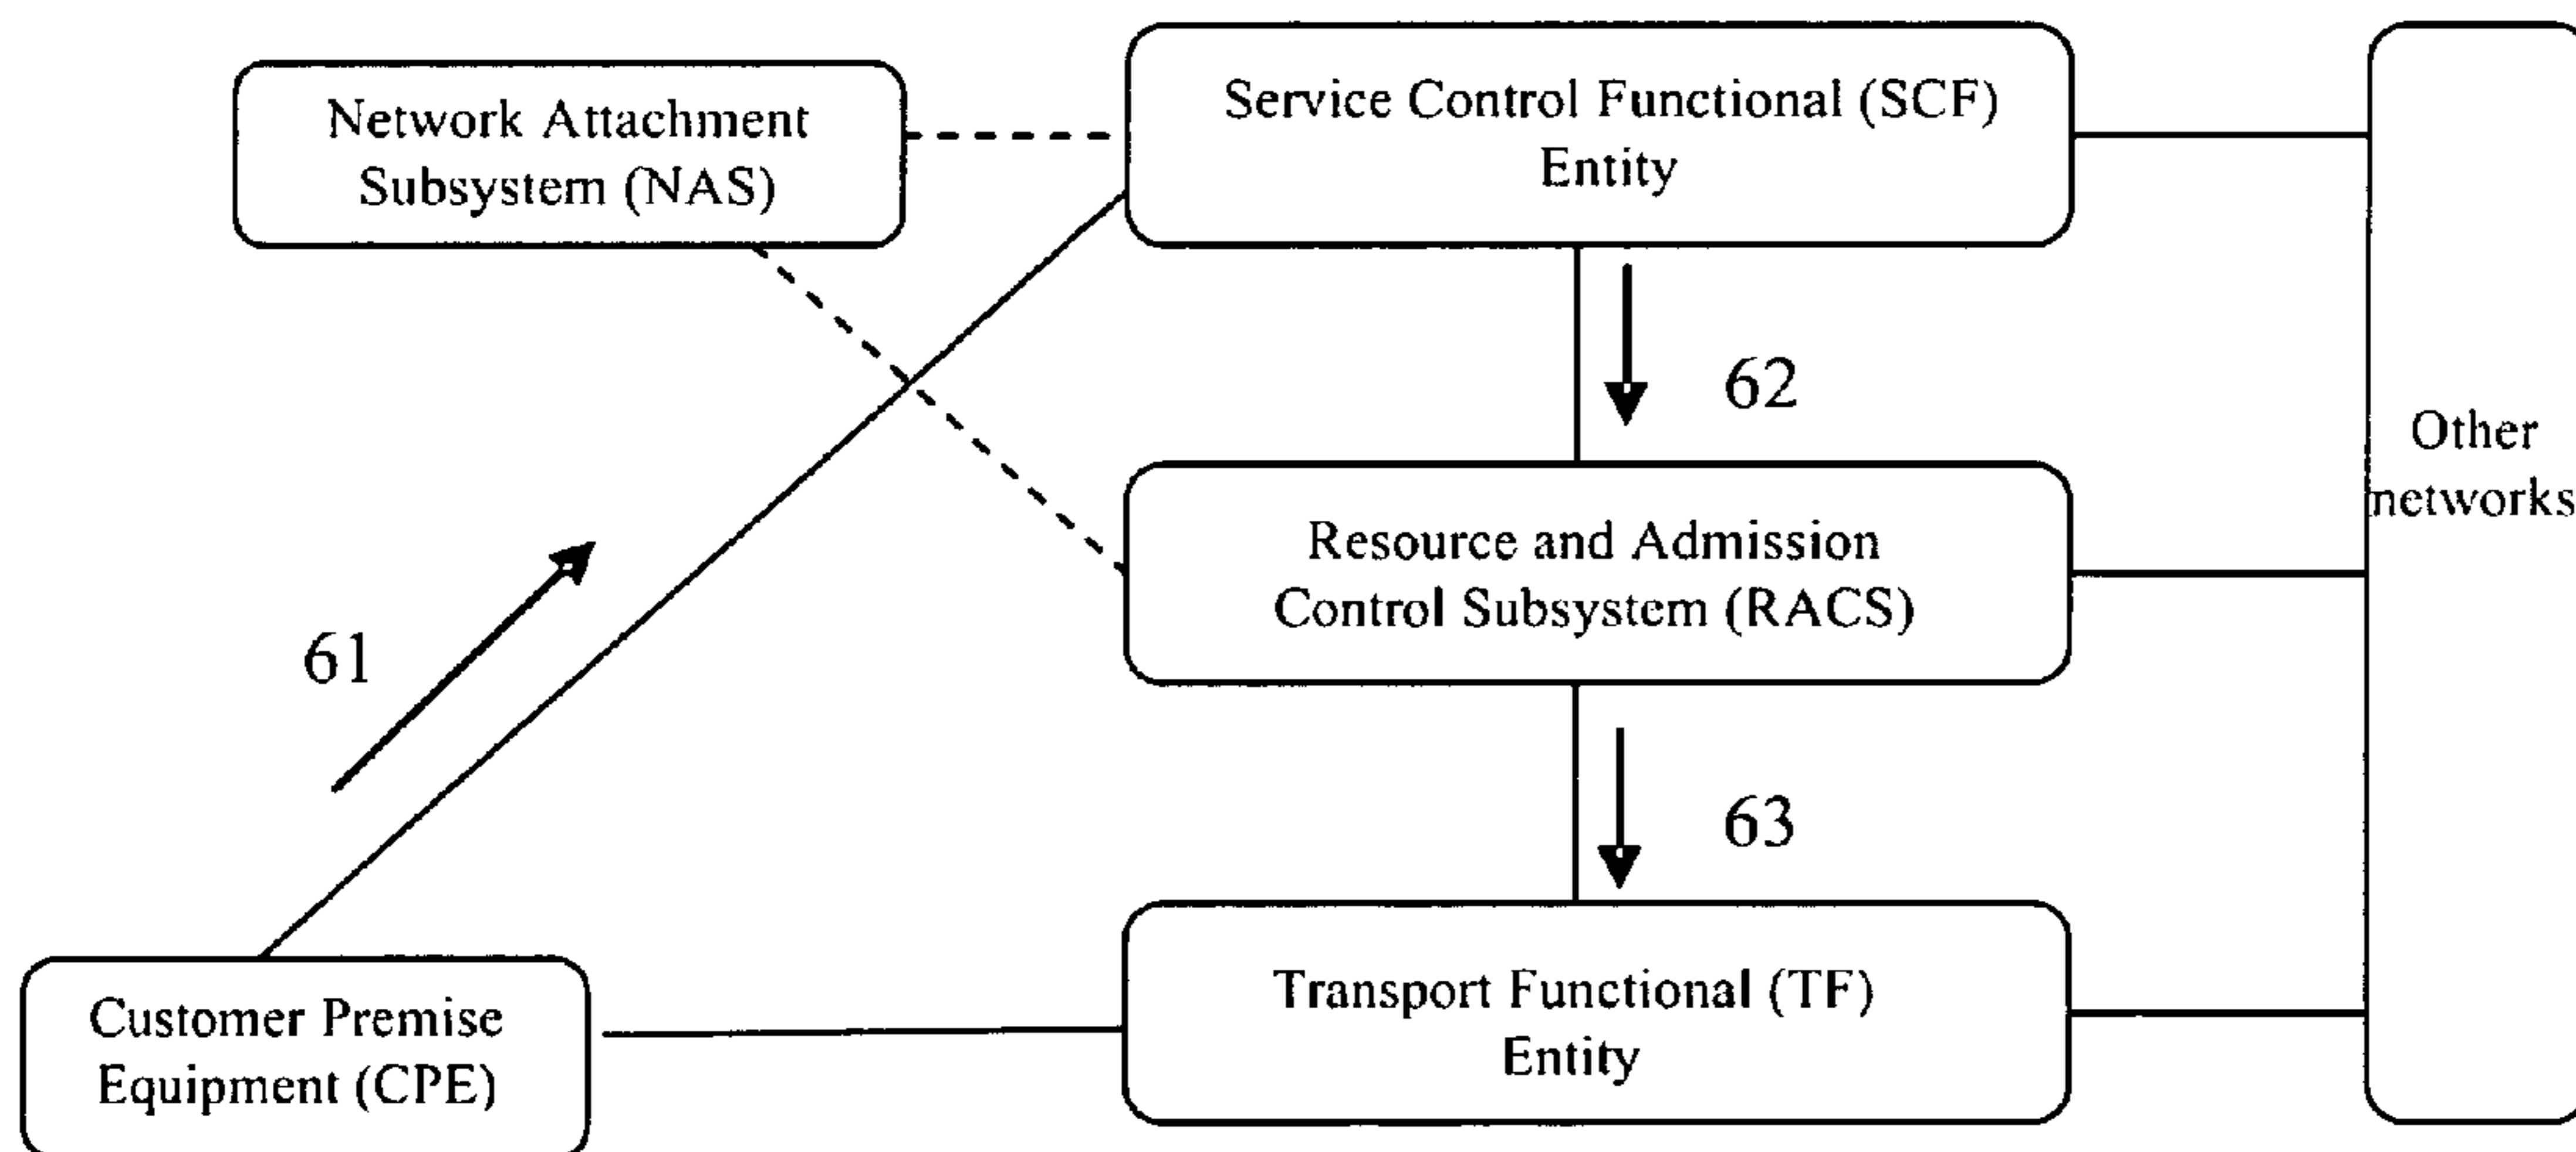 Network Attachment
Subsystem (NAS)
Service Control Functional (SCF)
Entity
62
Other
networks
Resource and Admission
Control Subsystem (RACS)
61
63
Transport Functional (TF)
Entity
Customer Premise
Equipment (CPE)